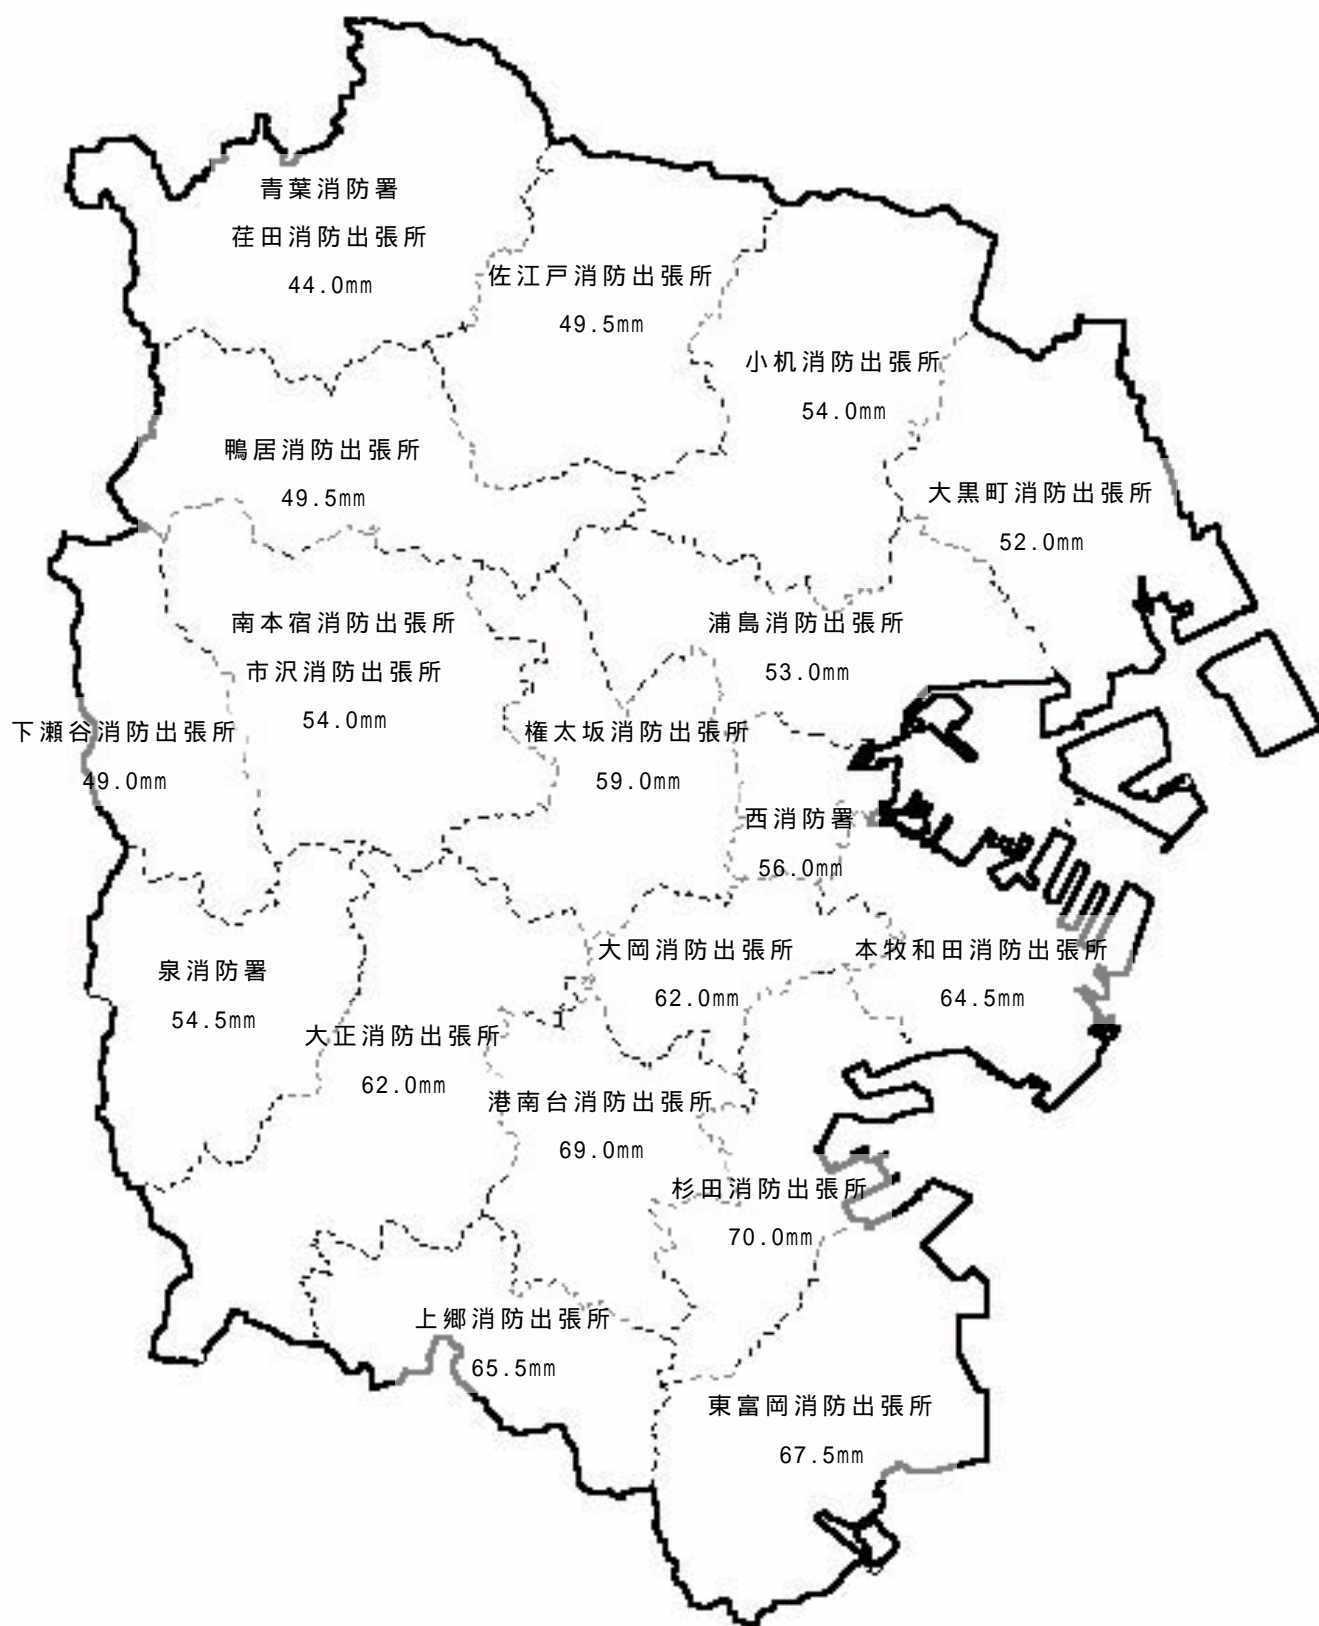 青葉消防署
荏田消防出張所
44.0mm
佐江戸消防出張所
49.5mm
小机消防出張所
54.0mm
鴨居消防出張所
49.5mm
大黒町消防出張所
52.0mm
南本宿消防出張所
市沢消防出張所
54.0mm
浦島消防出張所
53.0mm
下瀬谷消防出張所
49.0mm
権太坂消防出張所
59.0mm
西消防署
56.0mm
泉消防署
54.5mm
大岡消防出張所
62.0mm
本牧和田消防出張所
64.5mm
大正消防出張所
62.0mm
港南台消防出張所
69.0mm
杉田消防出張所
70.0mm
上郷消防出張所
65.5mm
東富岡消防出張所
67.5mm